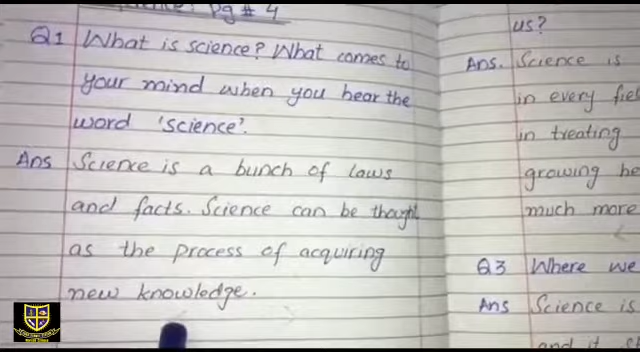 Pg # 4
Q1 What is science? What comes to
your mind when you hear the
word 'science'.
Ans Science is a bunch of laws
and facts. Science can be thought
as the process of acquiring
new knowledge.
us?
Ans. Science is
in every
in treating
growing
much more
Q3 Where we
Ans Science is
and it